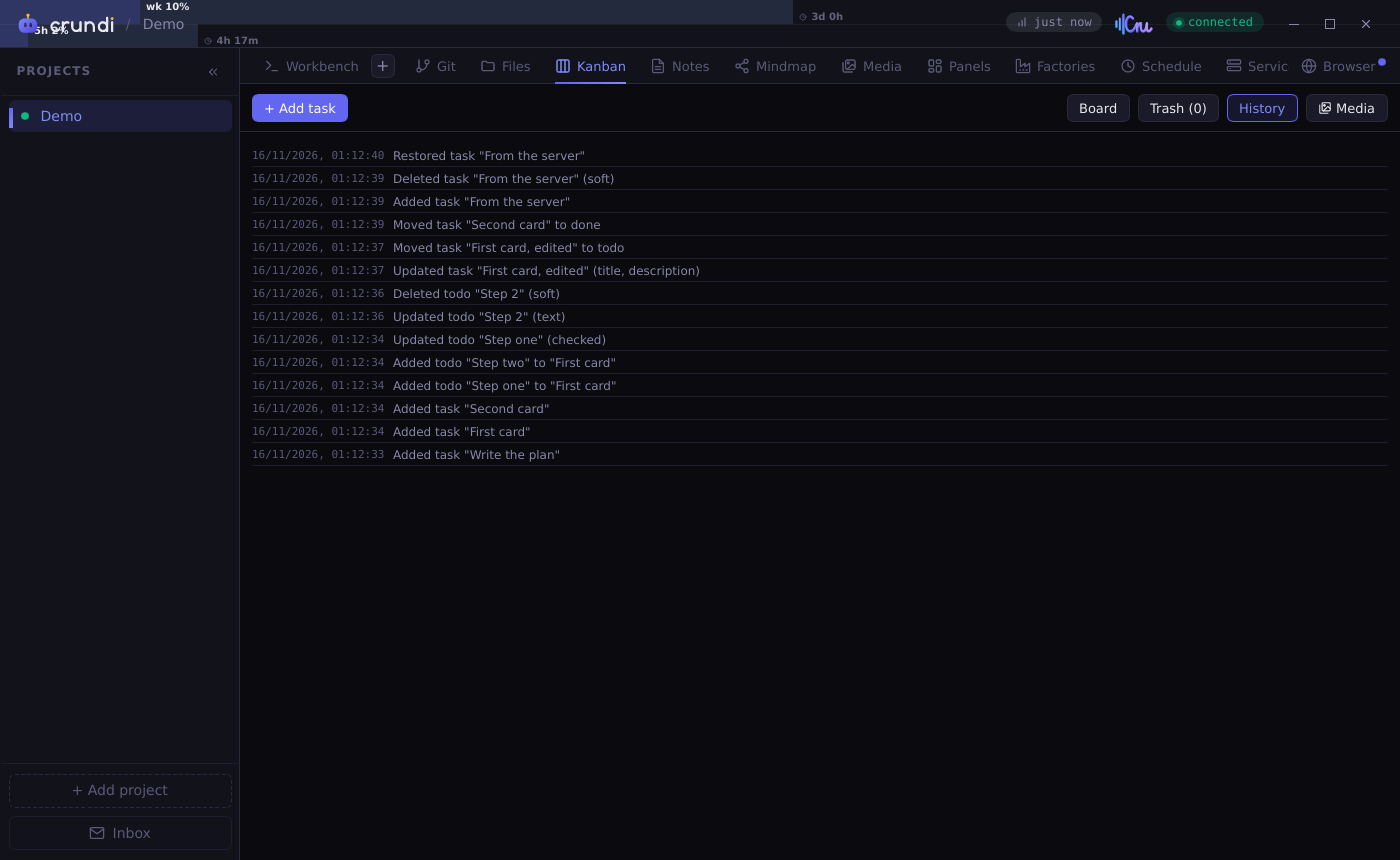 wk 10%
3d 0h
crundi / Demo
5h 2%
4h 17m
just now
Cru
connected
PROJECTS
Workbench
+
Git
Files
Kanban
Notes
Mindmap
Media
Panels
Factories
Schedule
Servic
Browser
Demo
+ Add task
Board
Trash (0)
History
Media
16/11/2026, 01:12:40 Restored task "From the server"
16/11/2026, 01:12:39 Deleted task "From the server" (soft)
16/11/2026, 01:12:39 Added task "From the server"
16/11/2026, 01:12:39 Moved task "Second card" to done
16/11/2026, 01:12:37 Moved task "First card, edited" to todo
16/11/2026, 01:12:37 Updated task "First card, edited" (title, description)
16/11/2026, 01:12:36 Deleted todo "Step 2" (soft)
16/11/2026, 01:12:36 Updated todo "Step 2" (text)
16/11/2026, 01:12:34 Updated todo "Step one" (checked)
16/11/2026, 01:12:34 Added todo "Step two" to "First card"
16/11/2026, 01:12:34 Added todo "Step one" to "First card"
16/11/2026, 01:12:34 Added task "Second card"
16/11/2026, 01:12:34 Added task "First card"
16/11/2026, 01:12:33 Added task "Write the plan"
+ Add project
Inbox